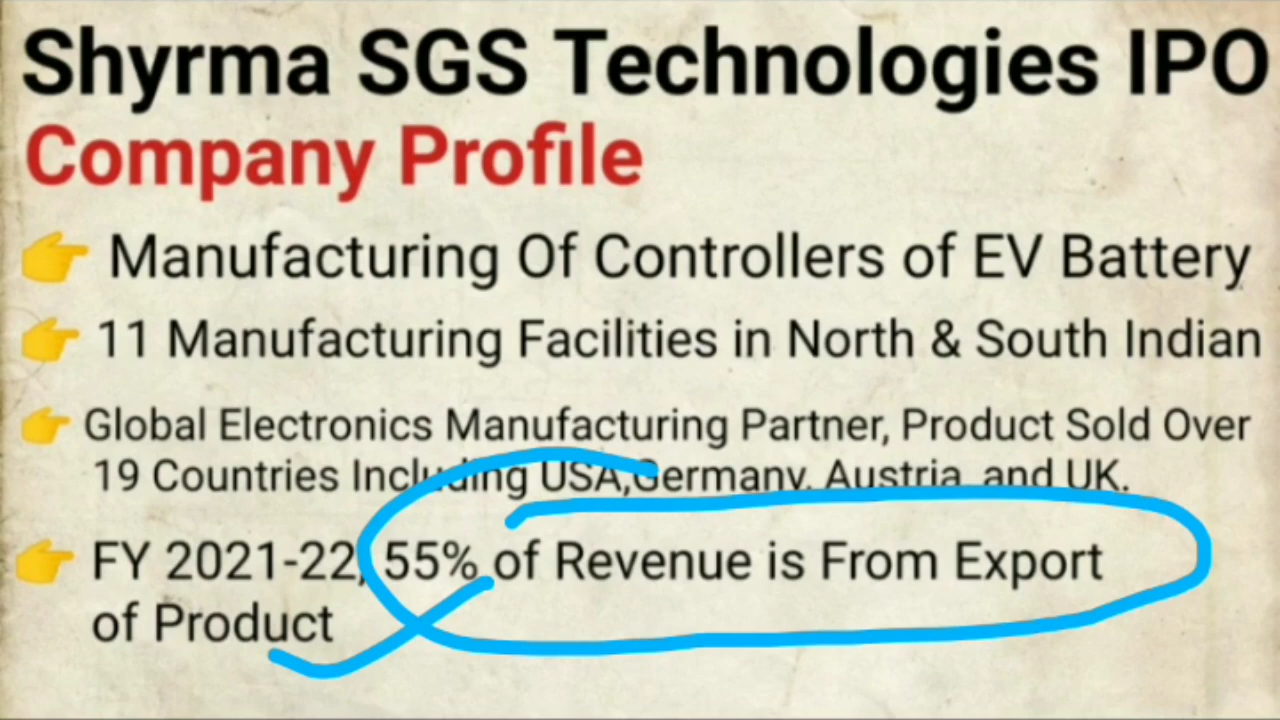 Shyrma SGS Technologies IPO
Company Profile
👉 Manufacturing Of Controllers of EV Battery
👉 11 Manufacturing Facilities in North & South Indian
👉 Global Electronics Manufacturing Partner, Product Sold Over
19 Countries Including USA,Germany, Austria, and UK.
👉 FY 2021-22, 55% of Revenue is From Export
of Product